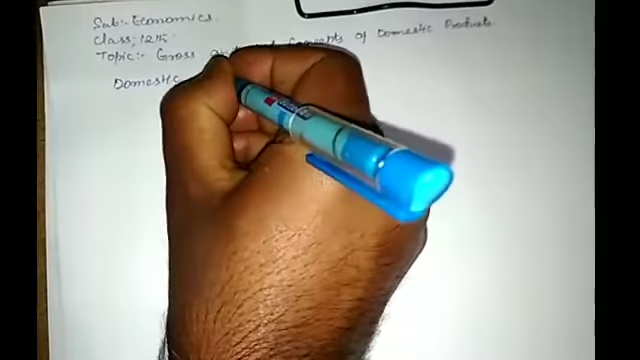 Sub:- Economics.
Class:12th.
Topic:- Gross Concepts of Domestic Products.
Domestic